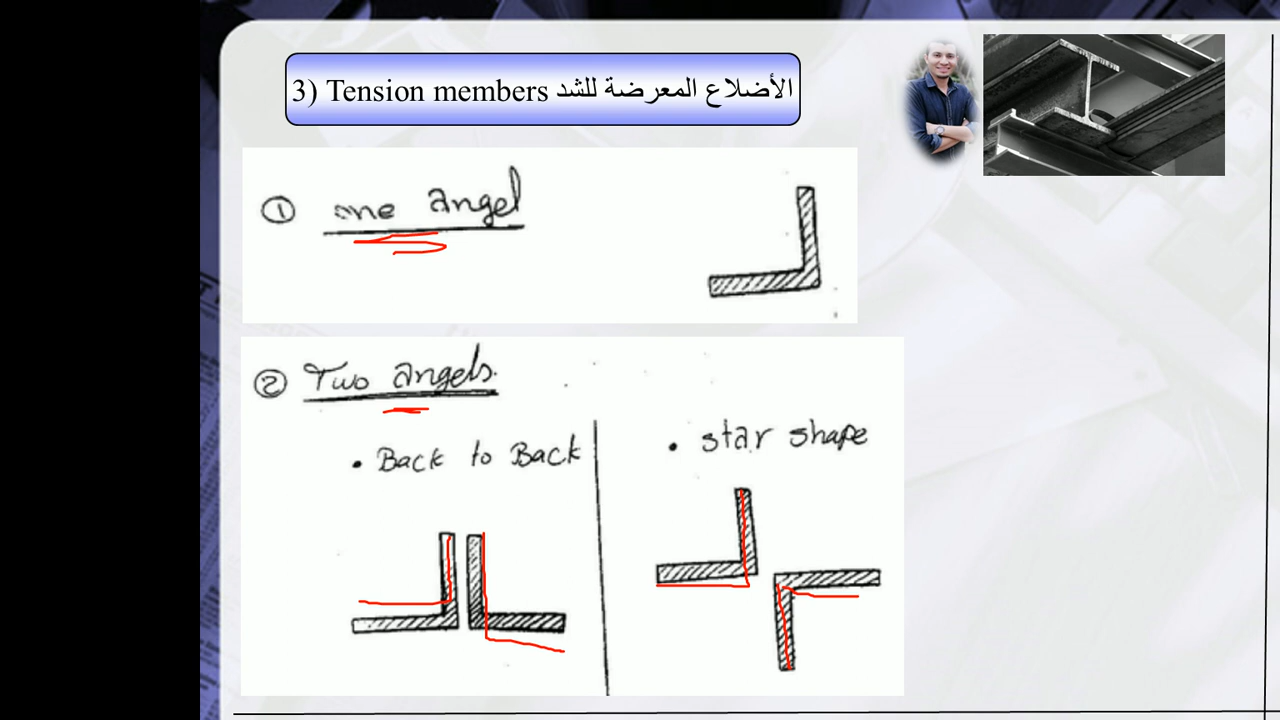 3) Tension members الأضلاع المعرضة للشد
① one angel
② Two angels.
• Back to Back
• star shape